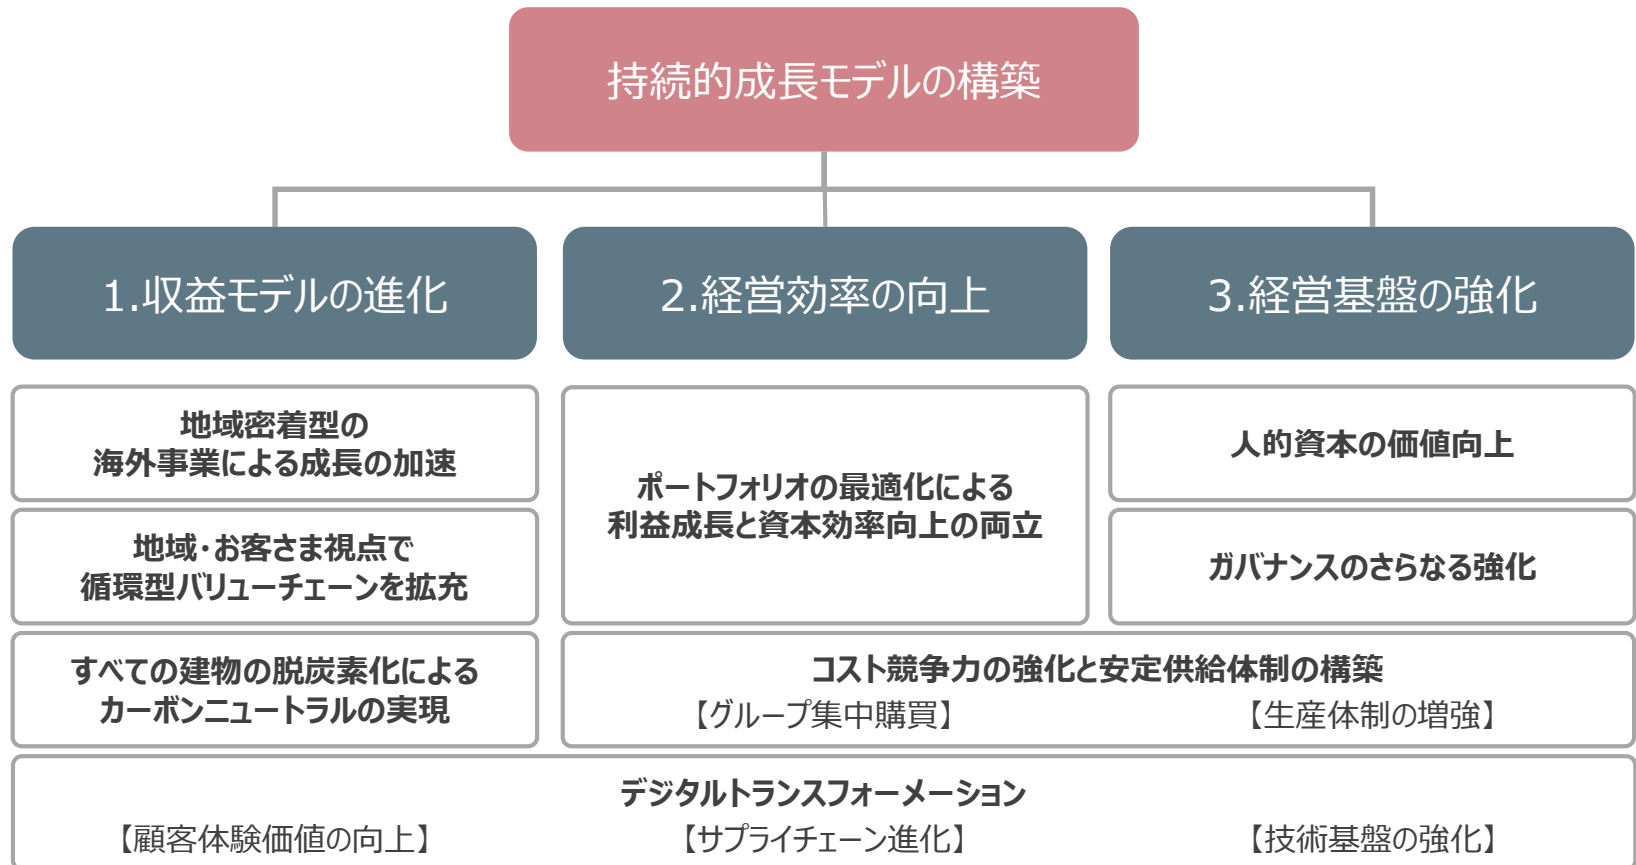 持続的成長モデルの構築
1.収益モデルの進化
2.経営効率の向上
3.経営基盤の強化
地域密着型の
海外事業による成長の加速
地域・お客さま視点で
循環型バリューチェーンを拡充
すべての建物の脱炭素化による
カーボンニュートラルの実現
ポートフォリオの最適化による
利益成長と資本効率向上の両立
人的資本の価値向上
ガバナンスのさらなる強化
コスト競争力の強化と安定供給体制の構築
【グループ集中購買】 【生産体制の増強】
デジタルトランスフォーメーション
【顧客体験価値の向上】 【サプライチェーン進化】 【技術基盤の強化】